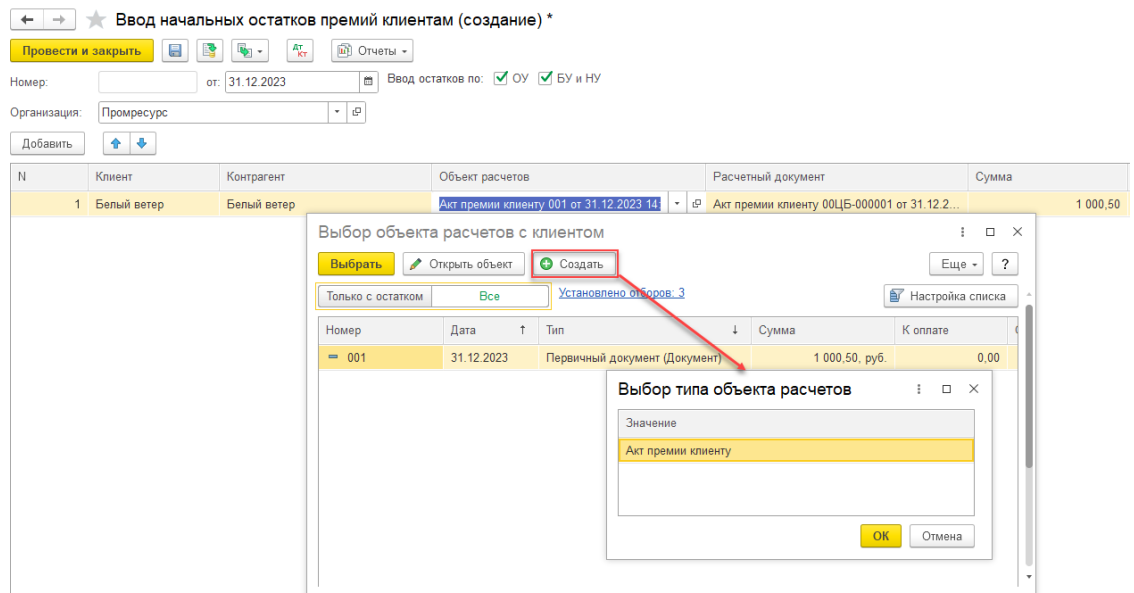 Ввод начальных остатков премий клиентам (создание) *
Провести и закрыть Дт Кт Отчеты
Номер: от: 31.12.2023 Ввод остатков по: ОУ БУ и НУ
Организация: Промресурс
Добавить
N Клиент Контрагент Объект расчетов Расчетный документ Сумма
1 Белый ветер Белый ветер Акт премии клиенту 001 от 31.12.2023 14: Акт премии клиенту 00ЦБ-000001 от 31.12.2... 1 000,50
Выбор объекта расчетов с клиентом
Выбрать Открыть объект Создать Еще ?
Только с остатком Все Установлено отборов: 3 Настройка списка
Номер Дата ↑ Тип ↓ Сумма К оплате
001 31.12.2023 Первичный документ (Документ) 1 000,50, руб. 0,00
Выбор типа объекта расчетов
Значение
Акт премии клиенту
ОК Отмена